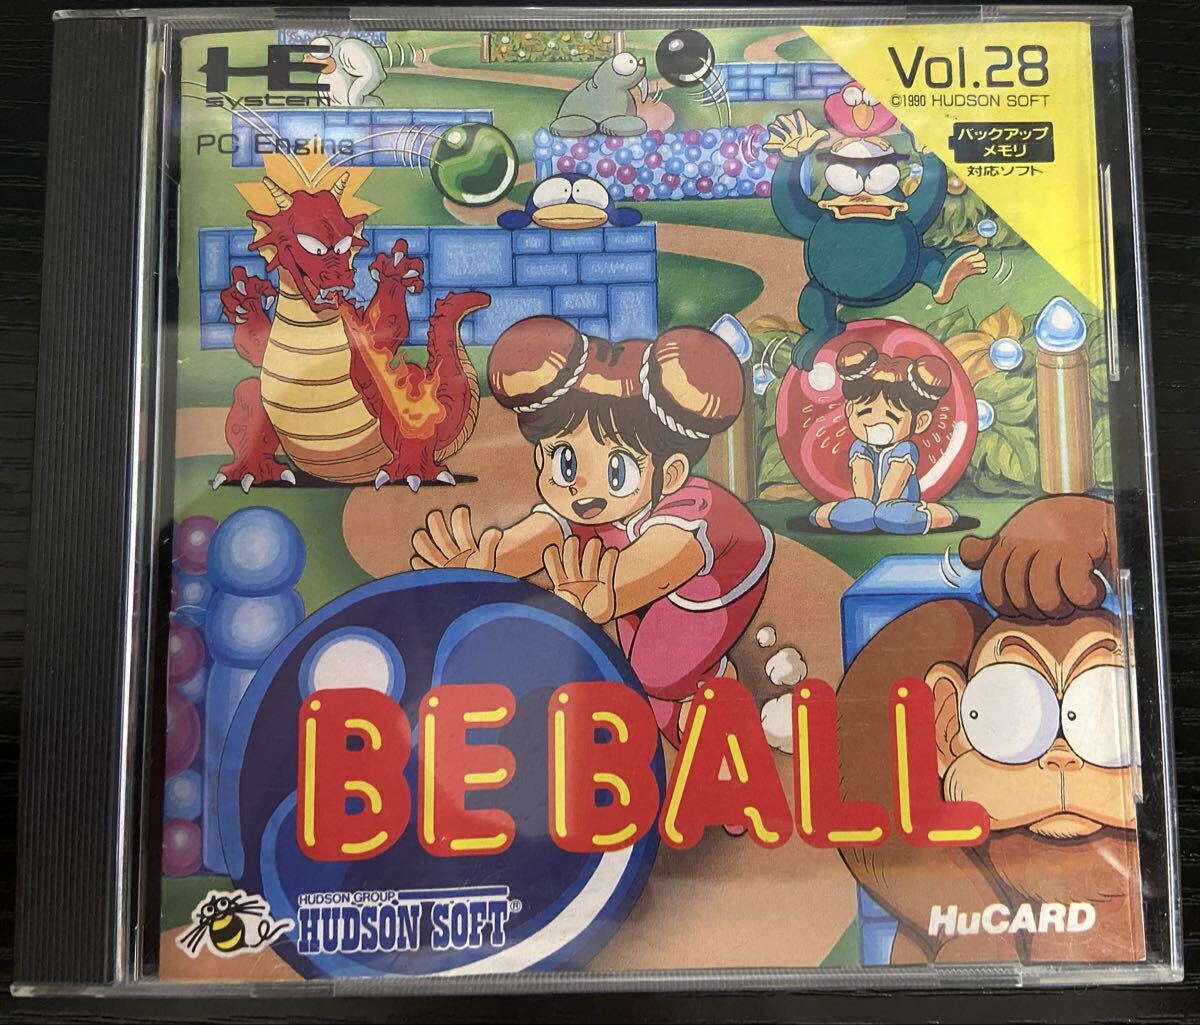 HE
system
PC Engine
Vol.28
©1990 HUDSON SOFT
バックアップ
メモリ
対応ソフト
BE BALL
HUDSON GROUP
HUDSON SOFT®
HuCARD